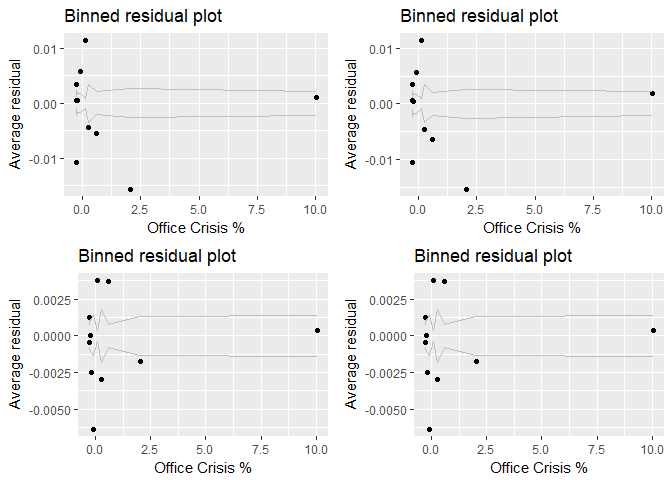 Binned residual plot
Average residual
0.01
0.00
-0.01
0.0 2.5 5.0 7.5 10.0
Office Crisis %
Binned residual plot
Average residual
0.01
0.00
-0.01
0.0 2.5 5.0 7.5 10.0
Office Crisis %
Binned residual plot
Average residual
0.0025
0.0000
-0.0025
-0.0050
0.0 2.5 5.0 7.5 10.0
Office Crisis %
Binned residual plot
Average residual
0.0025
0.0000
-0.0025
-0.0050
0.0 2.5 5.0 7.5 10.0
Office Crisis %